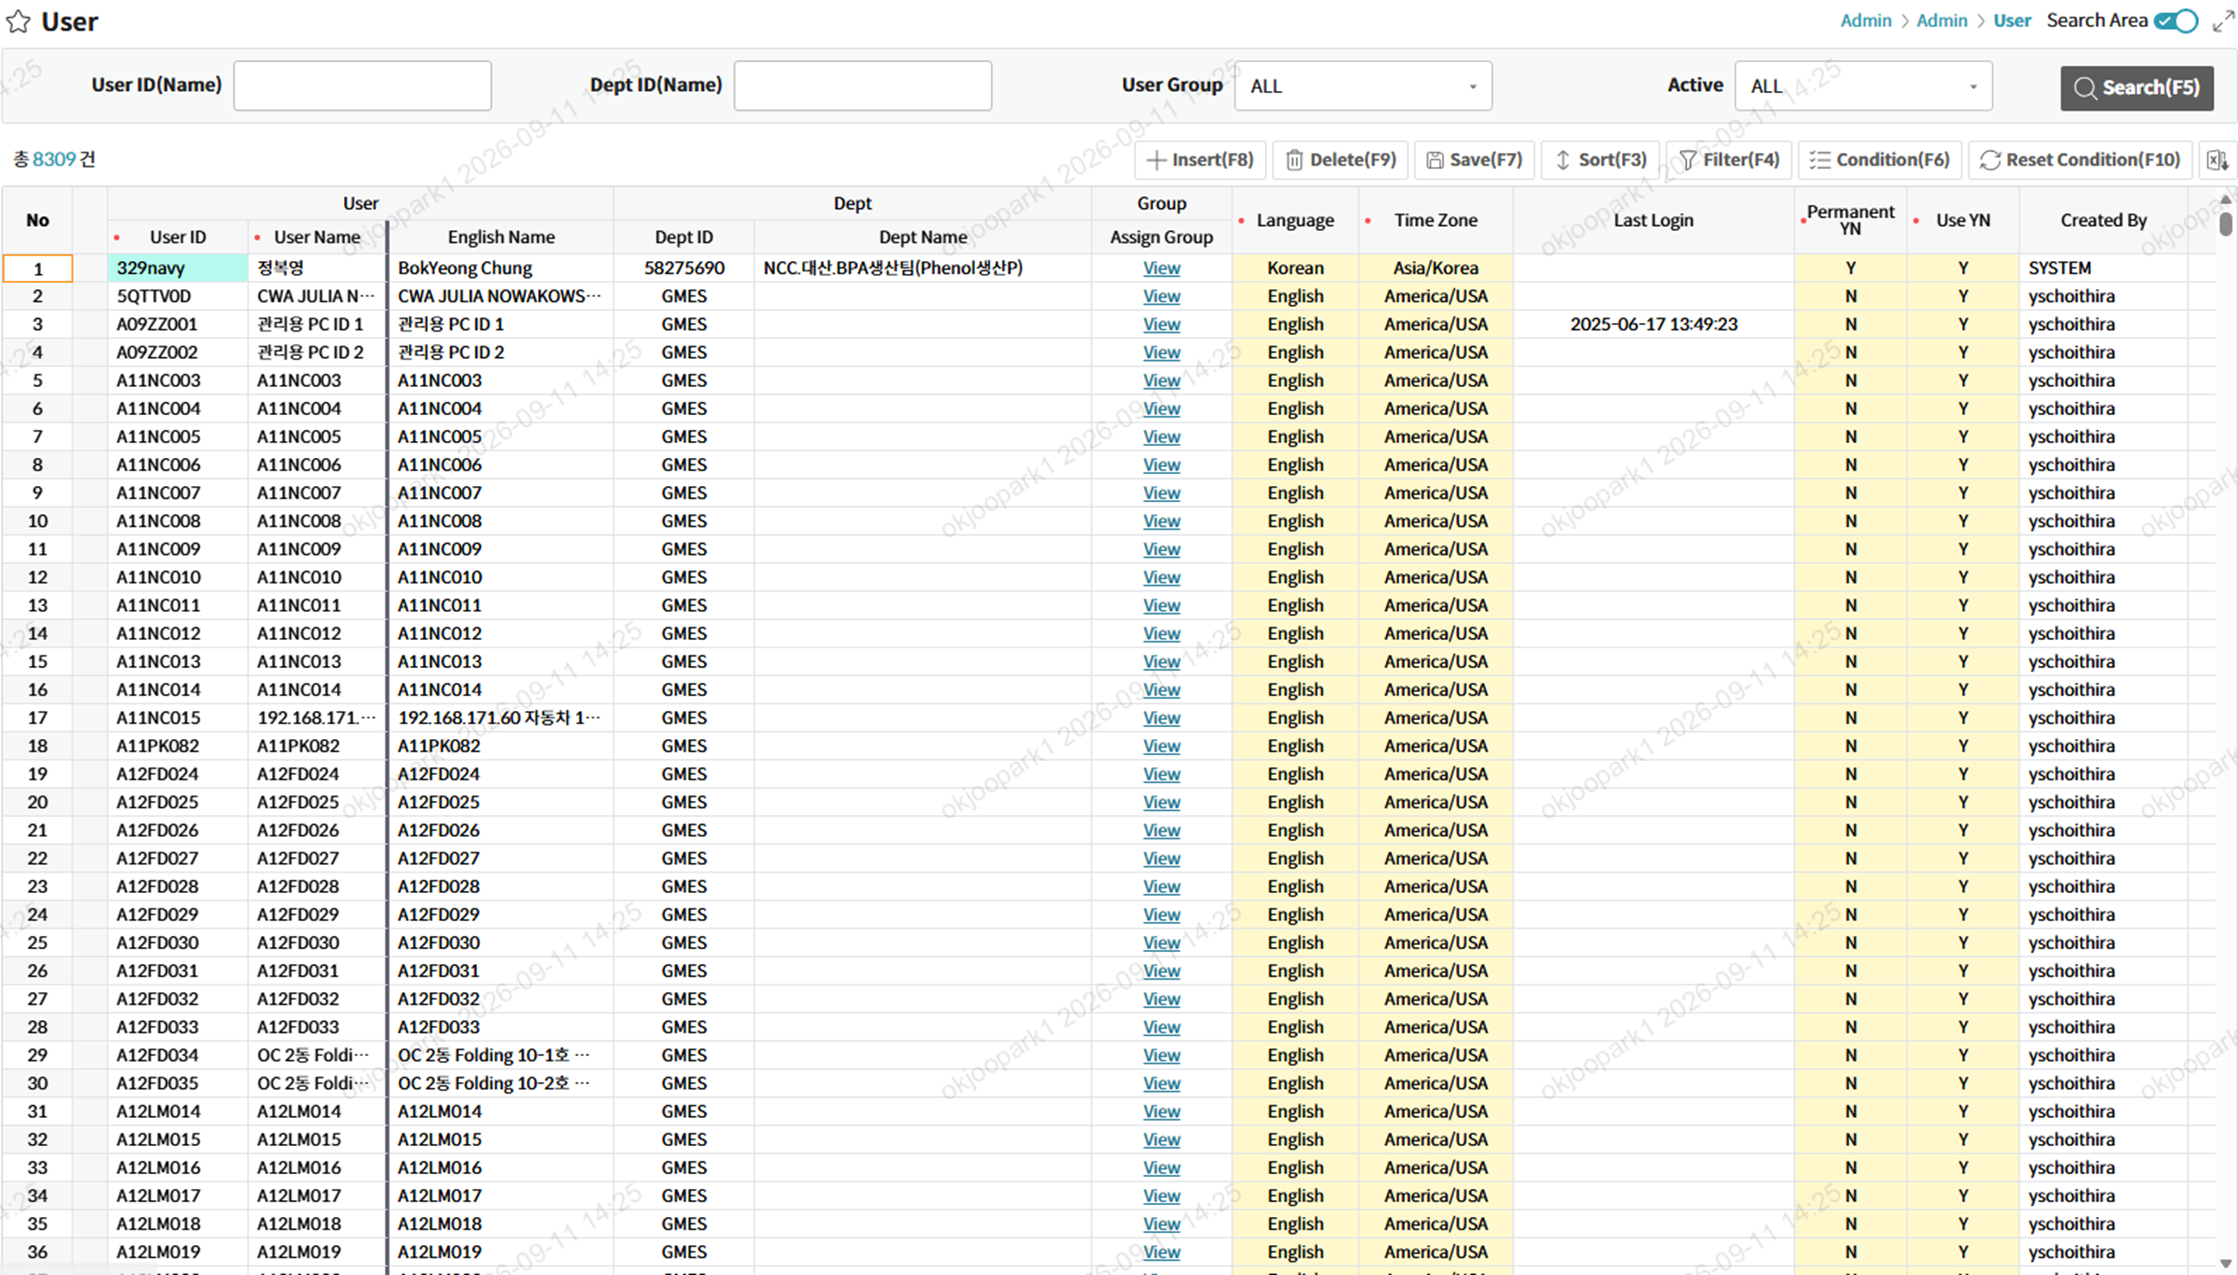 User
Admin > Admin > User Search Area
User ID(Name) Dept ID(Name) User Group ALL Active ALL Search(F5)
총 8309 건 Insert(F8) Delete(F9) Save(F7) Sort(F3) Filter(F4) Condition(F6) Reset Condition(F10)
No User Dept Group Language Time Zone Last Login Permanent YN Use YN Created By
User ID User Name English Name Dept ID Dept Name Assign Group
1 329navy 정복영 BokYeong Chung 58275690 NCC.대산.BPA생산팀(Phenol생산P) View Korean Asia/Korea Y Y SYSTEM
2 5QTTV0D CWA JULIA N··· CWA JULIA NOWAKOWS··· GMES View English America/USA N Y yschoithira
3 A09ZZ001 관리용 PC ID 1 관리용 PC ID 1 GMES View English America/USA 2025-06-17 13:49:23 N Y yschoithira
4 A09ZZ002 관리용 PC ID 2 관리용 PC ID 2 GMES View English America/USA N Y yschoithira
5 A11NC003 A11NC003 A11NC003 GMES View English America/USA N Y yschoithira
6 A11NC004 A11NC004 A11NC004 GMES View English America/USA N Y yschoithira
7 A11NC005 A11NC005 A11NC005 GMES View English America/USA N Y yschoithira
8 A11NC006 A11NC006 A11NC006 GMES View English America/USA N Y yschoithira
9 A11NC007 A11NC007 A11NC007 GMES View English America/USA N Y yschoithira
10 A11NC008 A11NC008 A11NC008 GMES View English America/USA N Y yschoithira
11 A11NC009 A11NC009 A11NC009 GMES View English America/USA N Y yschoithira
12 A11NC010 A11NC010 A11NC010 GMES View English America/USA N Y yschoithira
13 A11NC011 A11NC011 A11NC011 GMES View English America/USA N Y yschoithira
14 A11NC012 A11NC012 A11NC012 GMES View English America/USA N Y yschoithira
15 A11NC013 A11NC013 A11NC013 GMES View English America/USA N Y yschoithira
16 A11NC014 A11NC014 A11NC014 GMES View English America/USA N Y yschoithira
17 A11NC015 192.168.171.··· 192.168.171.60 자동차 1··· GMES View English America/USA N Y yschoithira
18 A11PK082 A11PK082 A11PK082 GMES View English America/USA N Y yschoithira
19 A12FD024 A12FD024 A12FD024 GMES View English America/USA N Y yschoithira
20 A12FD025 A12FD025 A12FD025 GMES View English America/USA N Y yschoithira
21 A12FD026 A12FD026 A12FD026 GMES View English America/USA N Y yschoithira
22 A12FD027 A12FD027 A12FD027 GMES View English America/USA N Y yschoithira
23 A12FD028 A12FD028 A12FD028 GMES View English America/USA N Y yschoithira
24 A12FD029 A12FD029 A12FD029 GMES View English America/USA N Y yschoithira
25 A12FD030 A12FD030 A12FD030 GMES View English America/USA N Y yschoithira
26 A12FD031 A12FD031 A12FD031 GMES View English America/USA N Y yschoithira
27 A12FD032 A12FD032 A12FD032 GMES View English America/USA N Y yschoithira
28 A12FD033 A12FD033 A12FD033 GMES View English America/USA N Y yschoithira
29 A12FD034 OC 2동 Foldi··· OC 2동 Folding 10-1호 ··· GMES View English America/USA N Y yschoithira
30 A12FD035 OC 2동 Foldi··· OC 2동 Folding 10-2호 ··· GMES View English America/USA N Y yschoithira
31 A12LM014 A12LM014 A12LM014 GMES View English America/USA N Y yschoithira
32 A12LM015 A12LM015 A12LM015 GMES View English America/USA N Y yschoithira
33 A12LM016 A12LM016 A12LM016 GMES View English America/USA N Y yschoithira
34 A12LM017 A12LM017 A12LM017 GMES View English America/USA N Y yschoithira
35 A12LM018 A12LM018 A12LM018 GMES View English America/USA N Y yschoithira
36 A12LM019 A12LM019 A12LM019 GMES View English America/USA N Y yschoithira
okjoopark1 2026-09-11 14:25